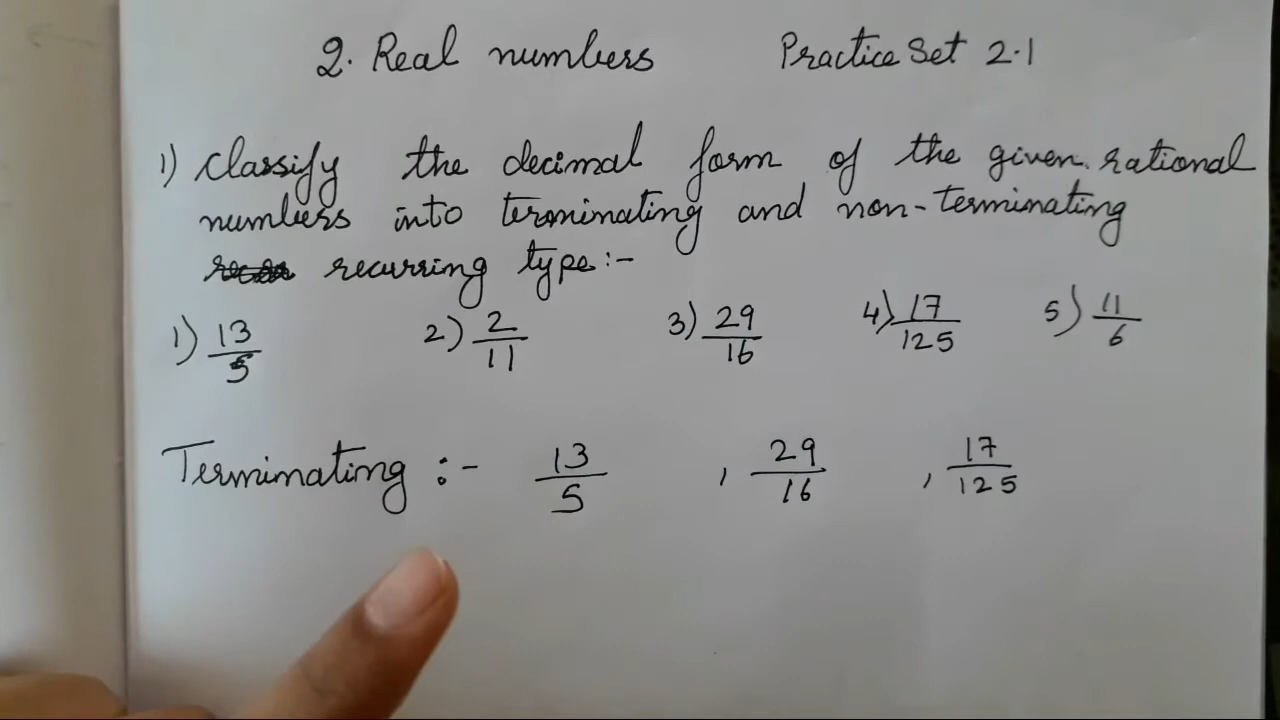 2. Real numbers Practice Set 2.1
1) Classify the decimal form of the given rational
numbers into terminating and non-terminating
recurring type:-
1) 13/5 2) 2/11 3) 29/16 4) 17/125 5) 11/6
Terminating :- 13/5 , 29/16 , 17/125